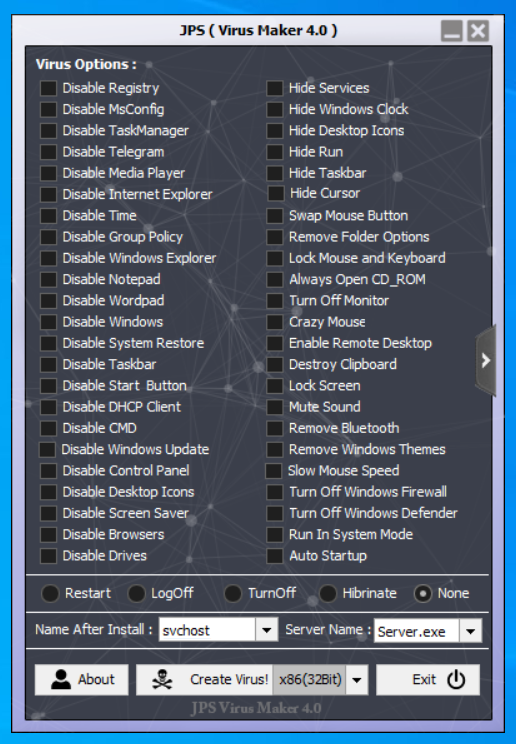 JPS ( Virus Maker 4.0 )
Virus Options :
Disable Registry
Disable MsConfig
Disable TaskManager
Disable Telegram
Disable Media Player
Disable Internet Explorer
Disable Time
Disable Group Policy
Disable Windows Explorer
Disable Notepad
Disable Wordpad
Disable Windows
Disable System Restore
Disable Taskbar
Disable Start Button
Disable DHCP Client
Disable CMD
Disable Windows Update
Disable Control Panel
Disable Desktop Icons
Disable Screen Saver
Disable Browsers
Disable Drives
Hide Services
Hide Windows Clock
Hide Desktop Icons
Hide Run
Hide Taskbar
Hide Cursor
Swap Mouse Button
Remove Folder Options
Lock Mouse and Keyboard
Always Open CD_ROM
Turn Off Monitor
Crazy Mouse
Enable Remote Desktop
Destroy Clipboard
Lock Screen
Mute Sound
Remove Bluetooth
Remove Windows Themes
Slow Mouse Speed
Turn Off Windows Firewall
Turn Off Windows Defender
Run In System Mode
Auto Startup
Restart LogOff TurnOff Hibrinate None
Name After Install : svchost Server Name : Server.exe
About Create Virus! x86(32Bit) Exit
JPS Virus Maker 4.0